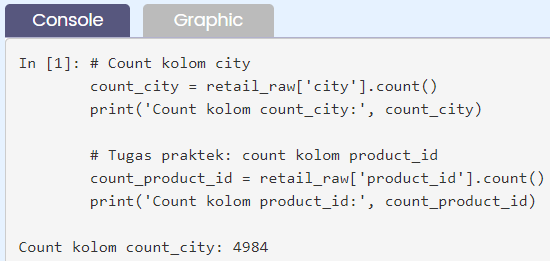 Console
Graphic
In [1]: # Count kolom city
count_city = retail_raw['city'].count()
print('Count kolom count_city:', count_city)
# Tugas praktek: count kolom product_id
count_product_id = retail_raw['product_id'].count()
print('Count kolom product_id:', count_product_id)
Count kolom count_city: 4984